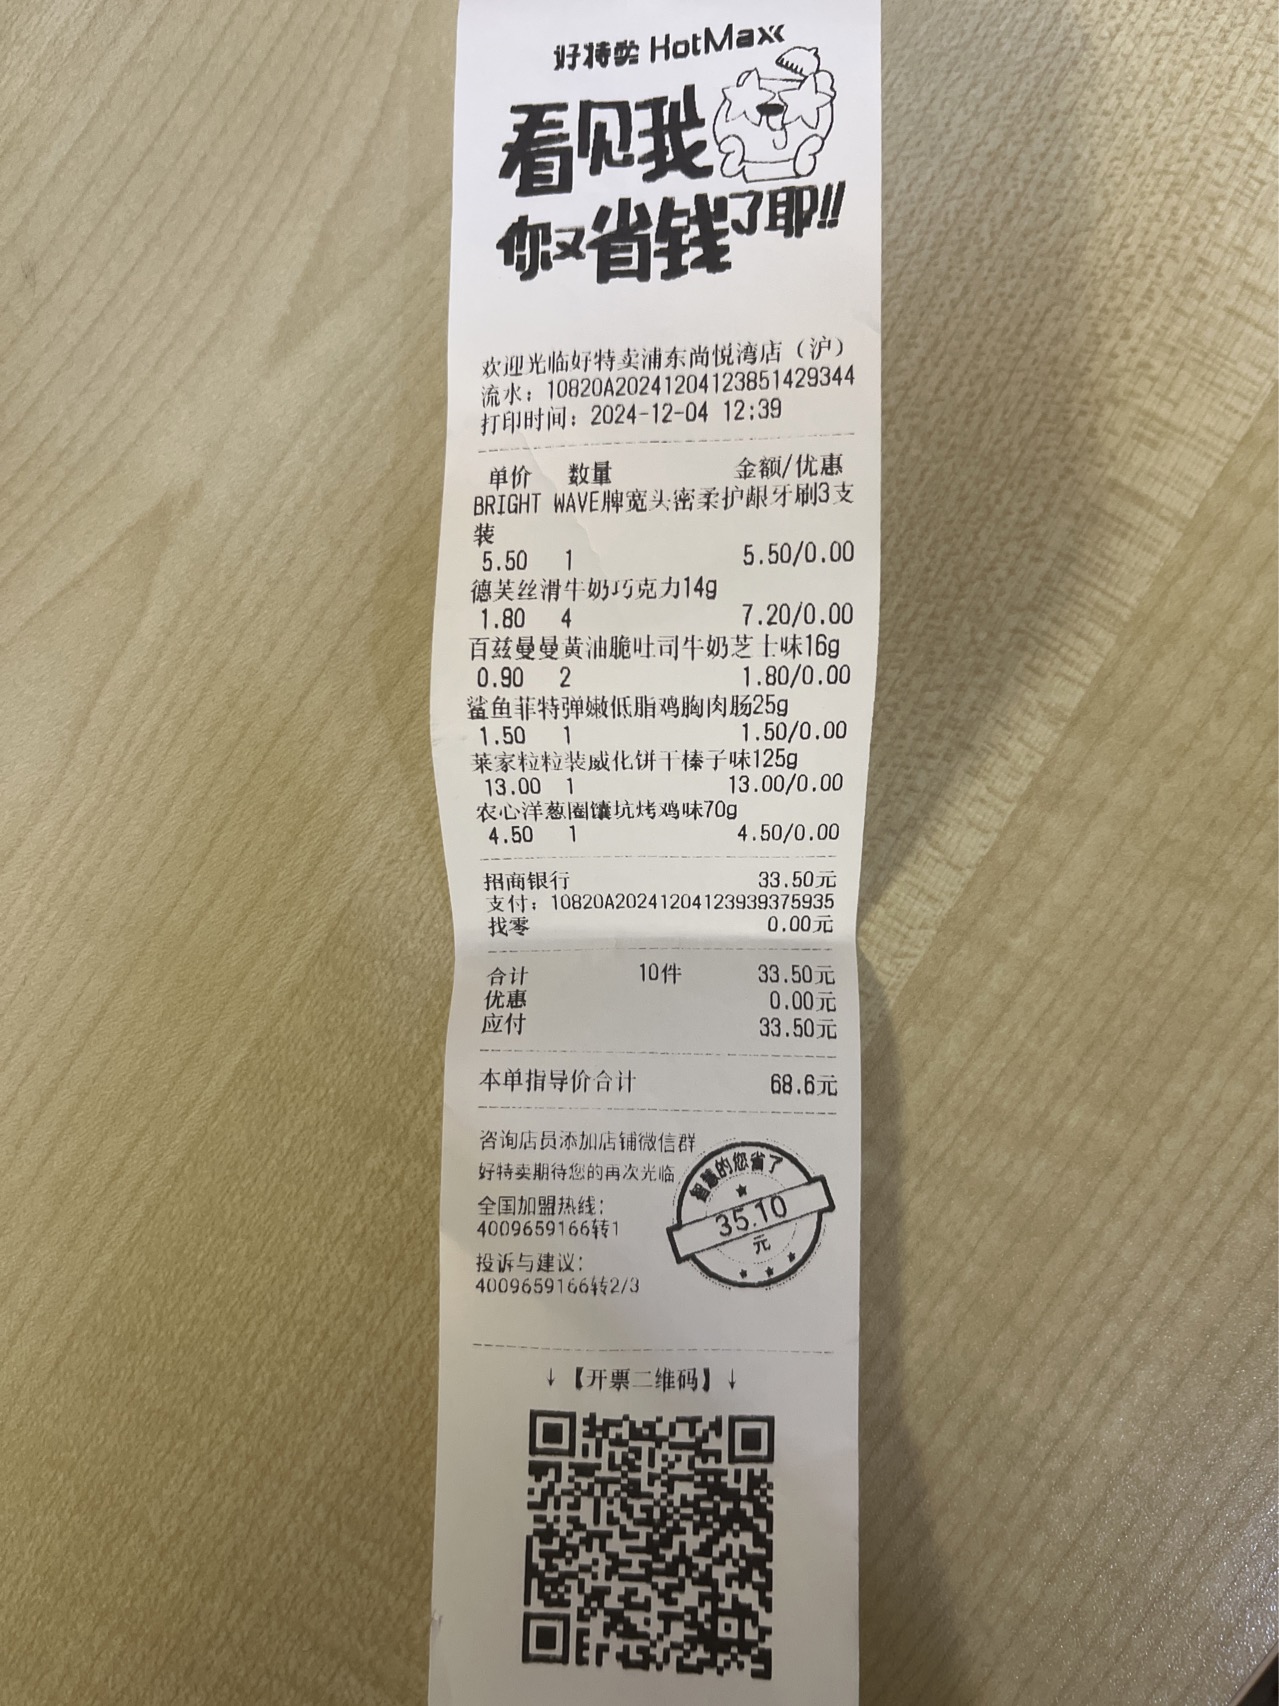 好特卖 HotMaxx
看见我
你又省钱了耶!!
欢迎光临好特卖浦东尚悦湾店（沪）
流水：10820A20241204123851429344
打印时间：2024-12-04 12:39
单价 数量 金额/优惠
BRIGHT WAVE牌宽头密柔护龈牙刷3支
装
5.50 1 5.50/0.00
德芙丝滑牛奶巧克力14g
1.80 4 7.20/0.00
百兹曼曼黄油脆吐司牛奶芝士味16g
0.90 2 1.80/0.00
鲨鱼菲特弹嫩低脂鸡胸肉肠25g
1.50 1 1.50/0.00
莱家粒粒装威化饼干榛子味125g
13.00 1 13.00/0.00
农心洋葱圈馕坑烤鸡味70g
4.50 1 4.50/0.00
招商银行 33.50元
支付：10820A20241204123939375935
找零 0.00元
合计 10件 33.50元
优惠 0.00元
应付 33.50元
本单指导价合计 68.6元
咨询店员添加店铺微信群
好特卖期待您的再次光临
全国加盟热线：
4009659166转1
投诉与建议：
4009659166转2/3
智慧的您省了
35.10
元
↓【开票二维码】↓